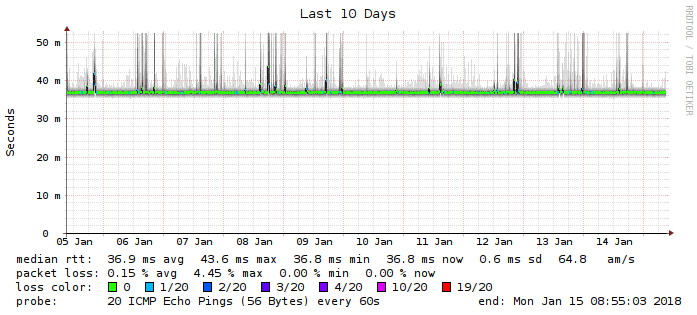 Last 10 Days
RRDTOOL / TOBI OETIKER
Seconds
50 m
40 m
30 m
20 m
10 m
0
05 Jan 06 Jan 07 Jan 08 Jan 09 Jan 10 Jan 11 Jan 12 Jan 13 Jan 14 Jan
median rtt: 36.9 ms avg 43.6 ms max 36.8 ms min 36.8 ms now 0.6 ms sd 64.8 am/s
packet loss: 0.15 % avg 4.45 % max 0.00 % min 0.00 % now
loss color: 0 1/20 2/20 3/20 4/20 10/20 19/20
probe: 20 ICMP Echo Pings (56 Bytes) every 60s end: Mon Jan 15 08:55:03 2018